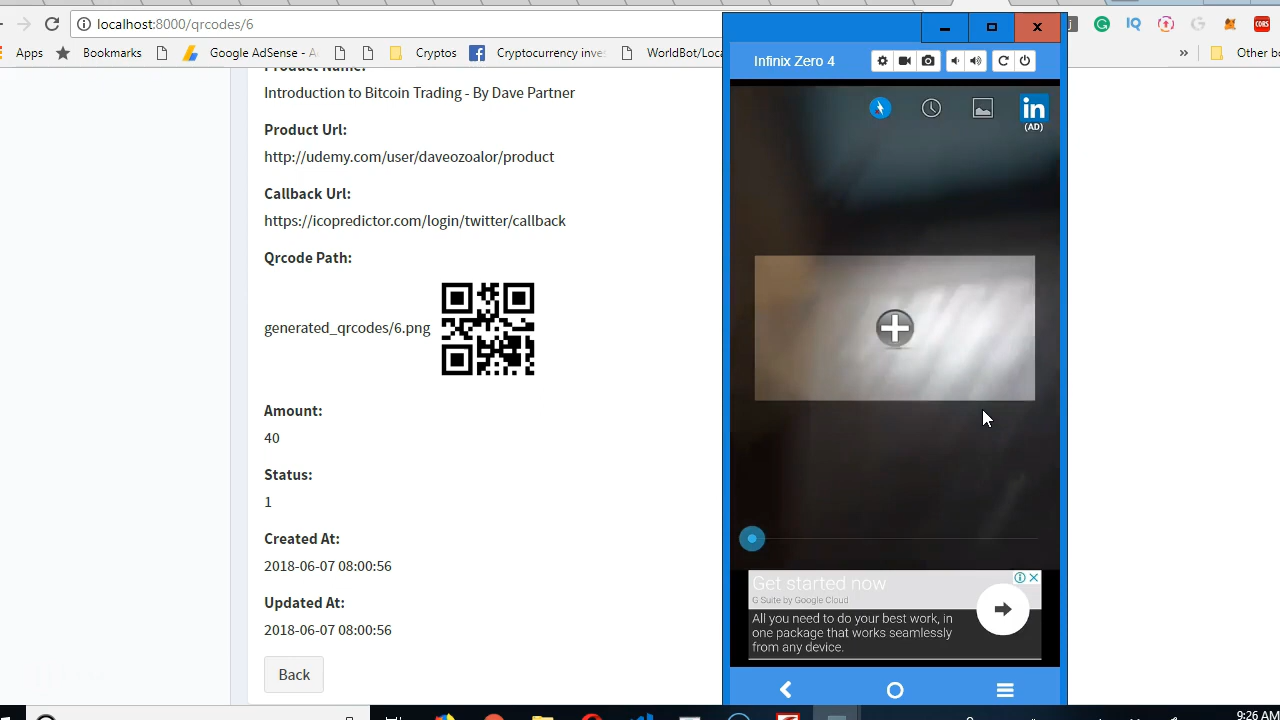 localhost:8000/qrcodes/6
Bookmarks
Google AdSense - A
Cryptos
Cryptocurrency inve
WorldBot/Loca
»
Other b
Product Name:
Introduction to Bitcoin Trading - By Dave Partner
Product Url:
http://udemy.com/user/daveozoalor/product
Callback Url:
https://icopredictor.com/login/twitter/callback
Qrcode Path:
generated_qrcodes/6.png
Amount:
40
Status:
1
Created At:
2018-06-07 08:00:56
Updated At:
2018-06-07 08:00:56
Back
Infinix Zero 4
in
(AD)
Get started now
G Suite by Google Cloud
All you need to do your best work, in
one package that works seamlessly
from any device.
IQ
CDRS
9:26 AM